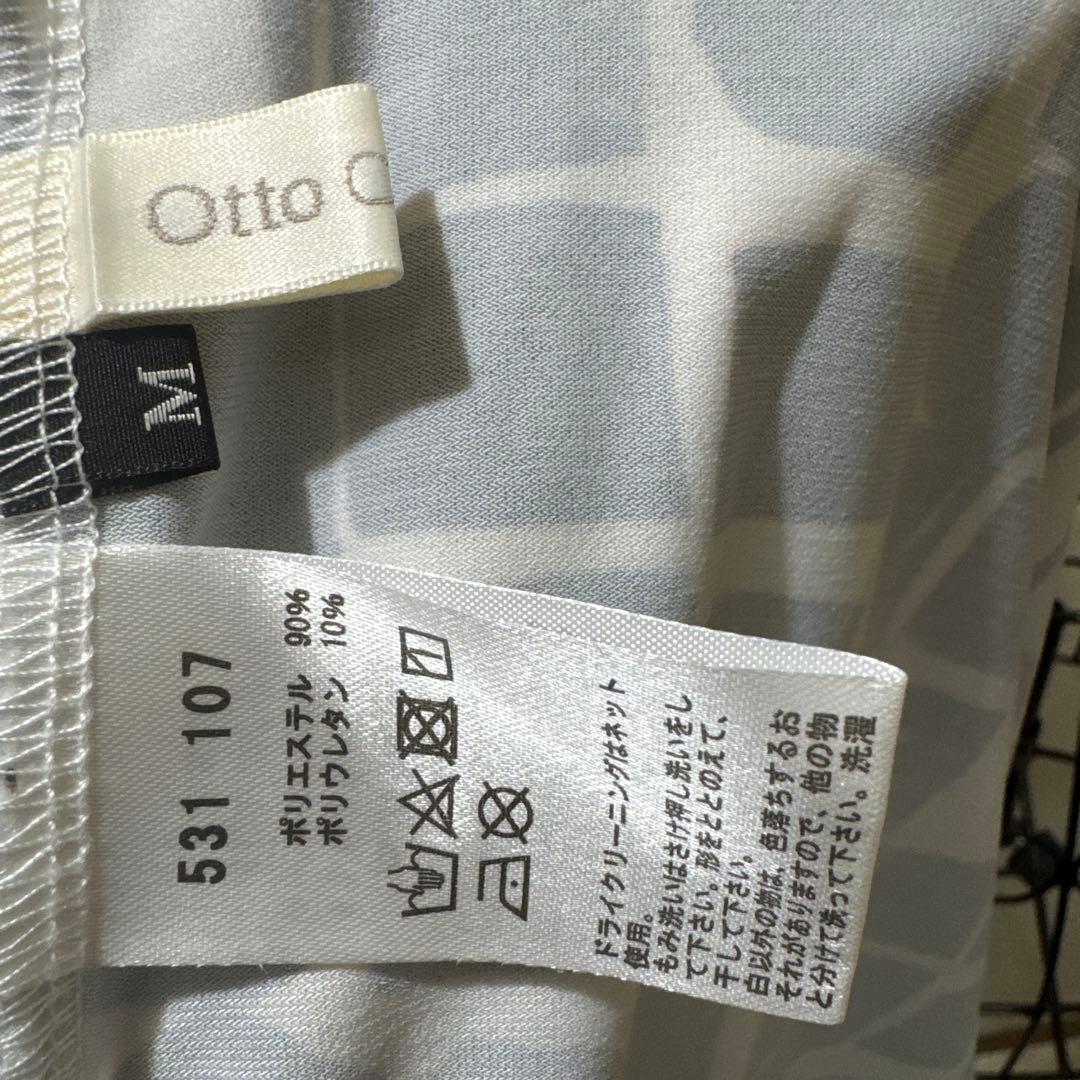 Otto
M
531 107
ポリエステル 90%
ポリウレタン 10%
ドライクリーニングはネット
使用。
もみ洗いはさけ押し洗いをし
て下さい。形をととのえて、
干して下さい。
白以外の物は、色落ちするお
それがありますので、他の物
と分けて洗って下さい。洗濯